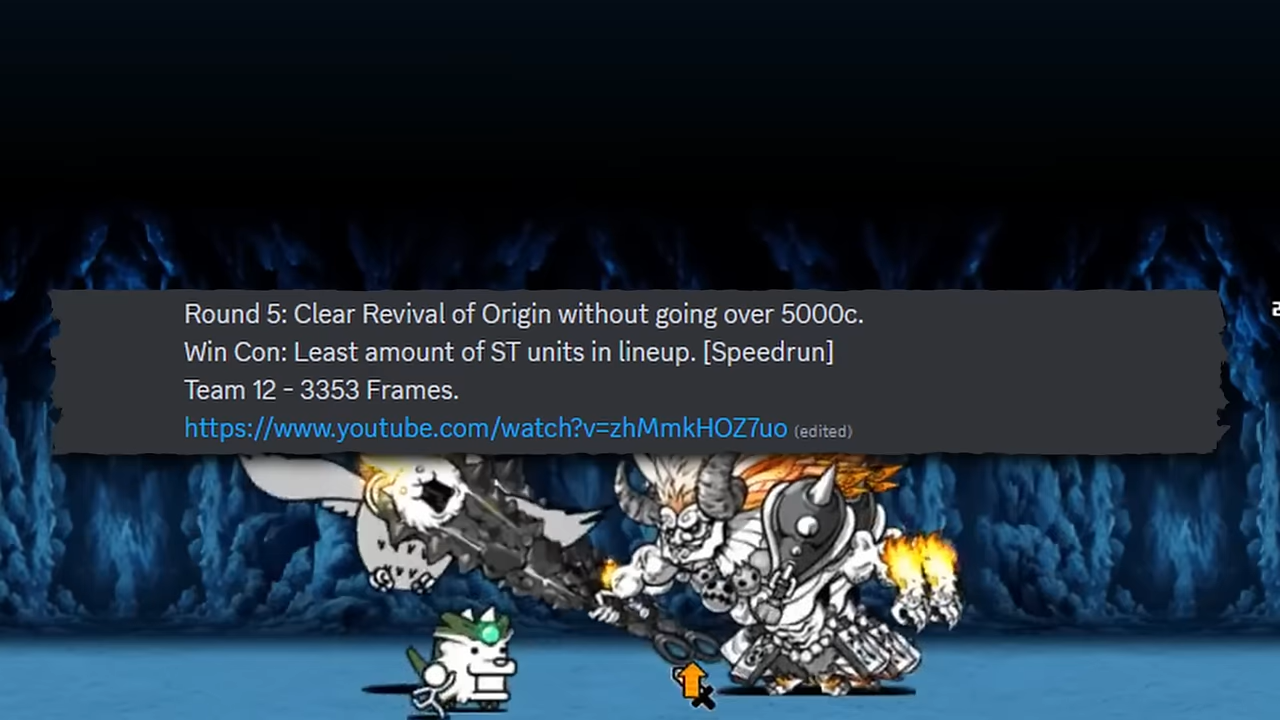 Round 5: Clear Revival of Origin without going over 5000c.
Win Con: Least amount of ST units in lineup. [Speedrun]
Team 12 - 3353 Frames.
https://www.youtube.com/watch?v=zhMmkHOZ7uo (edited)